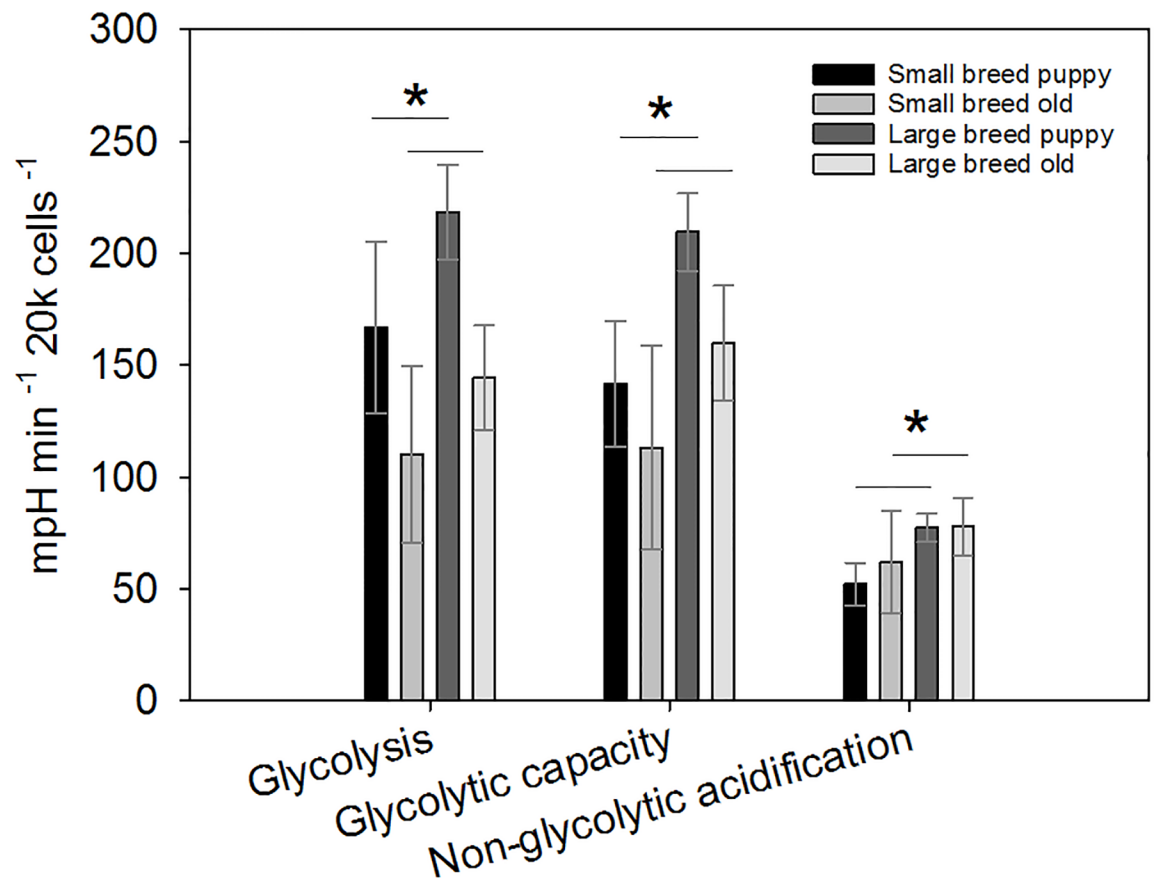 300
250
200
150
100
50
0
mpH min -1 20k cells -1
*
*
*
Small breed puppy
Small breed old
Large breed puppy
Large breed old
Glycolysis
Glycolytic capacity
Non-glycolytic acidification